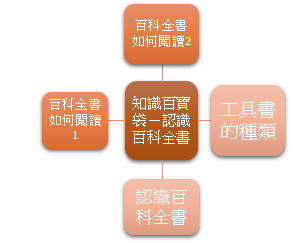 百科全書
如何閱讀2
百科全書
如何閱讀
1
知識百寶
袋－認識
百科全書
工具書
的種類
認識百
科全書